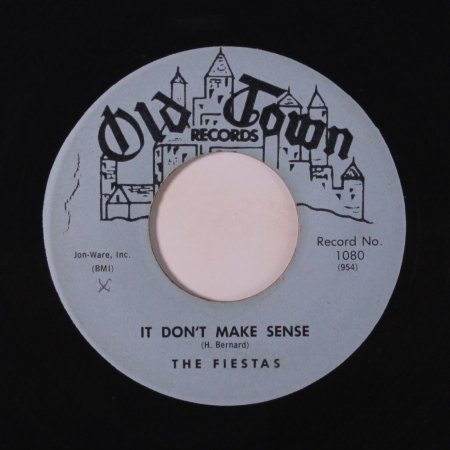 Old Town
RECORDS
Jon-Ware, Inc.
(BMI)
X
Record No.
1080
(954)
IT DON'T MAKE SENSE
(H. Bernard)
THE FIESTAS